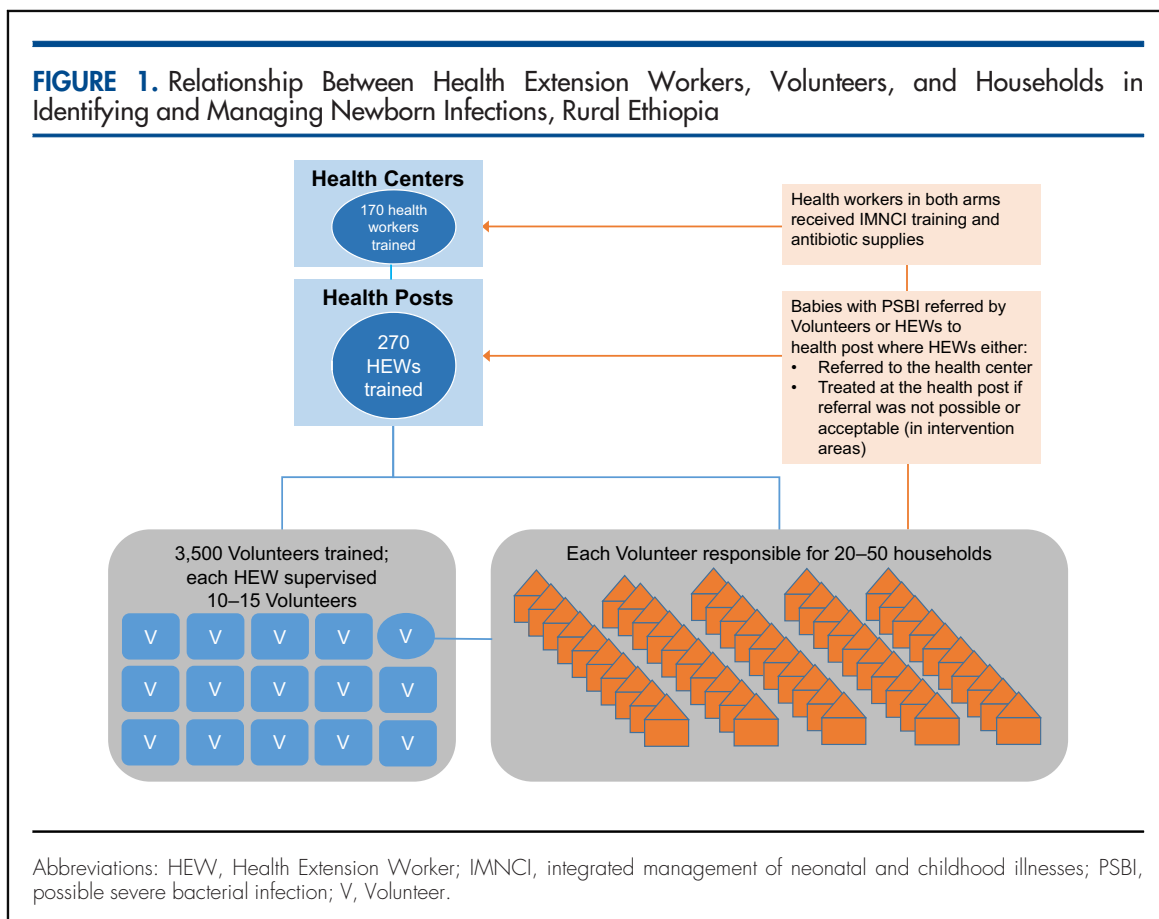 FIGURE 1. Relationship Between Health Extension Workers, Volunteers, and Households in
Identifying and Managing Newborn Infections, Rural Ethiopia
Health Centers
170 health
workers
trained
Health workers in both arms
received IMNCI training and
antibiotic supplies
Health Posts
270
HEWs
trained
Babies with PSBI referred by
Volunteers or HEWs to
health post where HEWs either:
• Referred to the health center
• Treated at the health post if
referral was not possible or
acceptable (in intervention
areas)
3,500 Volunteers trained;
each HEW supervised
10–15 Volunteers
V V V V V
V V V V V
V V V V V
Each Volunteer responsible for 20–50 households
Abbreviations: HEW, Health Extension Worker; IMNCI, integrated management of neonatal and childhood illnesses; PSBI,
possible severe bacterial infection; V, Volunteer.